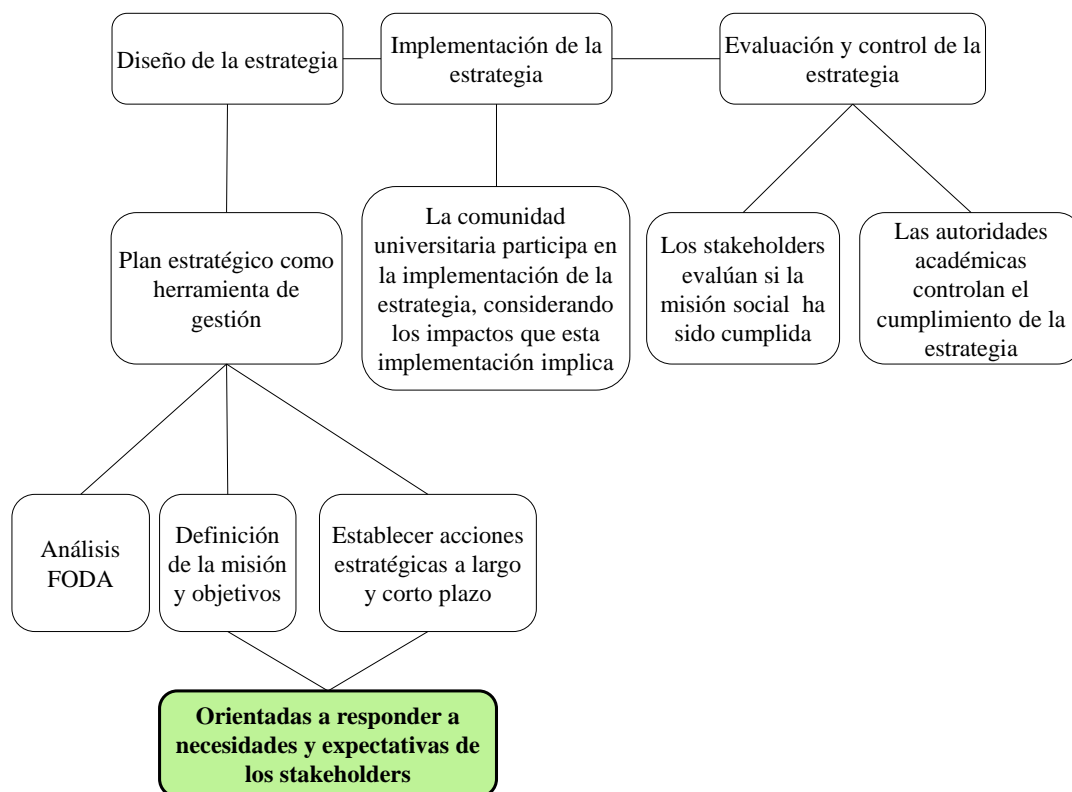 Diseño de la estrategia
Implementación de la
estrategia
Evaluación y control de la
estrategia
Plan estratégico como
herramienta de
gestión
La comunidad
universitaria participa en
la implementación de la
estrategia, considerando
los impactos que esta
implementación implica
Los stakeholders
evalúan si la
misión social  ha
sido cumplida
Las autoridades
académicas
controlan el
cumplimiento de la
estrategia
Análisis
FODA
Definición
de la misión
y objetivos
Establecer acciones
estratégicas a largo
y corto plazo
Orientadas a responder a
necesidades y expectativas de
los stakeholders